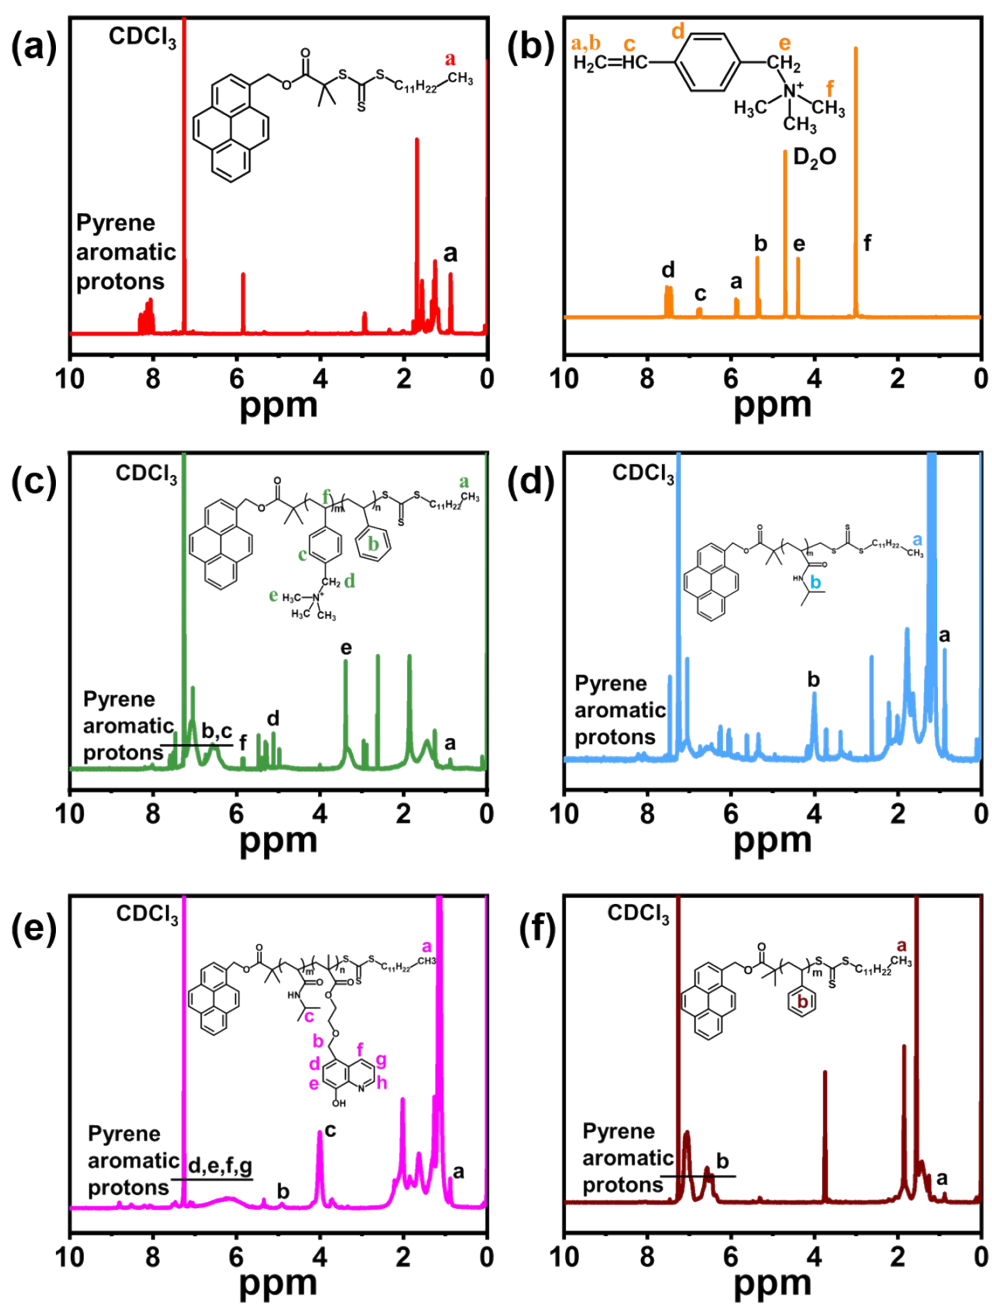 (a)
CDCl3
a
O
O
S
S
S
C11H22
CH3
Pyrene
aromatic
protons
a
10 8 6 4 2 0
ppm
(b)
a,b
c
d
e
H2C=HC
CH2
N+
f
H3C
CH3
CH3
D2O
d
c
a
b
e
f
10 8 6 4 2 0
ppm
(c)
CDCl3
a
O
O
f
m
n
S
S
S
C11H22
CH3
c
b
CH2
d
e
H3C
N+
H3C
CH3
e
Pyrene
aromatic
protons
b,c
f
d
a
10 8 6 4 2 0
ppm
(d)
CDCl3
a
O
O
m
S
S
S
C11H22
CH3
HN
O
b
Pyrene
aromatic
protons
b
a
10 8 6 4 2 0
ppm
(e)
CDCl3
a
O
O
m
n
S
S
S
C11H22
CH3
HN
O
O
O
c
O
b
f
d
g
e
h
N
OH
Pyrene
aromatic
protons
d,e,f,g
b
c
a
10 8 6 4 2 0
ppm
(f)
CDCl3
a
O
O
m
S
S
S
C11H22
CH3
b
Pyrene
aromatic
protons
b
a
10 8 6 4 2 0
ppm